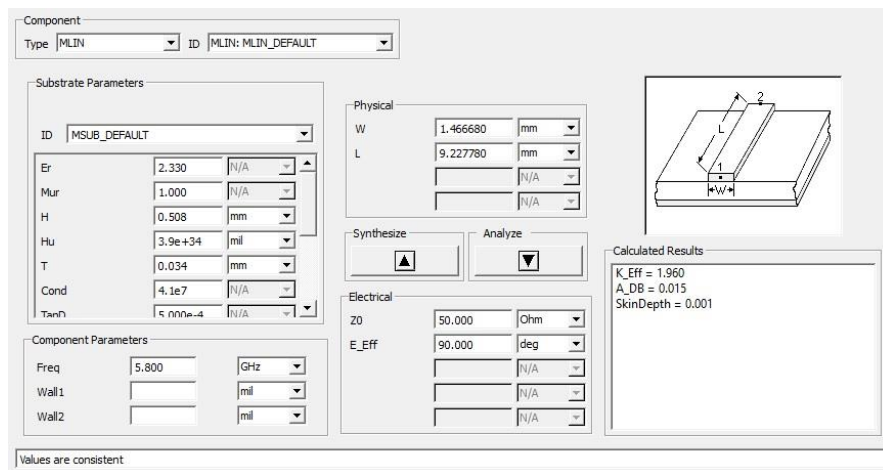 Component
Type MLIN ID MLIN: MLIN_DEFAULT
Substrate Parameters
ID MSUB_DEFAULT
Er 2.330 N/A
Mur 1.000 N/A
H 0.508 mm
Hu 3.9e+34 mil
T 0.034 mm
Cond 4.1e7 N/A
TanD 5.000e-4 N/A
Component Parameters
Freq 5.800 GHz
Wall1 mil
Wall2 mil
Physical
W 1.466680 mm
L 9.227780 mm
N/A
N/A
Synthesize Analyze
Electrical
Z0 50.000 Ohm
E_Eff 90.000 deg
N/A
N/A
N/A
2
L
1
W
Calculated Results
K_Eff = 1.960
A_DB = 0.015
SkinDepth = 0.001
Values are consistent